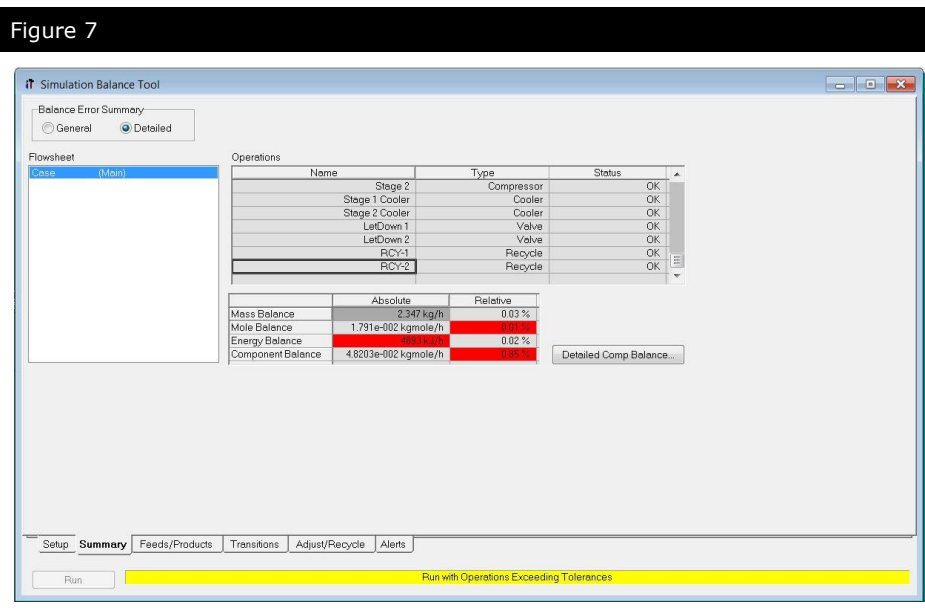 Figure 7
Simulation Balance Tool
Balance Error Summary
General Detailed
Flowsheet
Case (Main)
Operations
Name Type Status
Stage 2 Compressor OK
Stage 1 Cooler Cooler OK
Stage 2 Cooler Cooler OK
LetDown 1 Valve OK
LetDown 2 Valve OK
RCY-1 Recycle OK
RCY-2 Recycle OK
Absolute Relative
Mass Balance 2.347 kg/h 0.03 %
Mole Balance 1.791e-002 kgmole/h 0.01 %
Energy Balance kJ/h 0.02 %
Component Balance 4.8203e-002 kgmole/h 0.05 %
Detailed Comp Balance...
Setup Summary Feeds/Products Transitions Adjust/Recycle Alerts
Run
Run with Operations Exceeding Tolerances